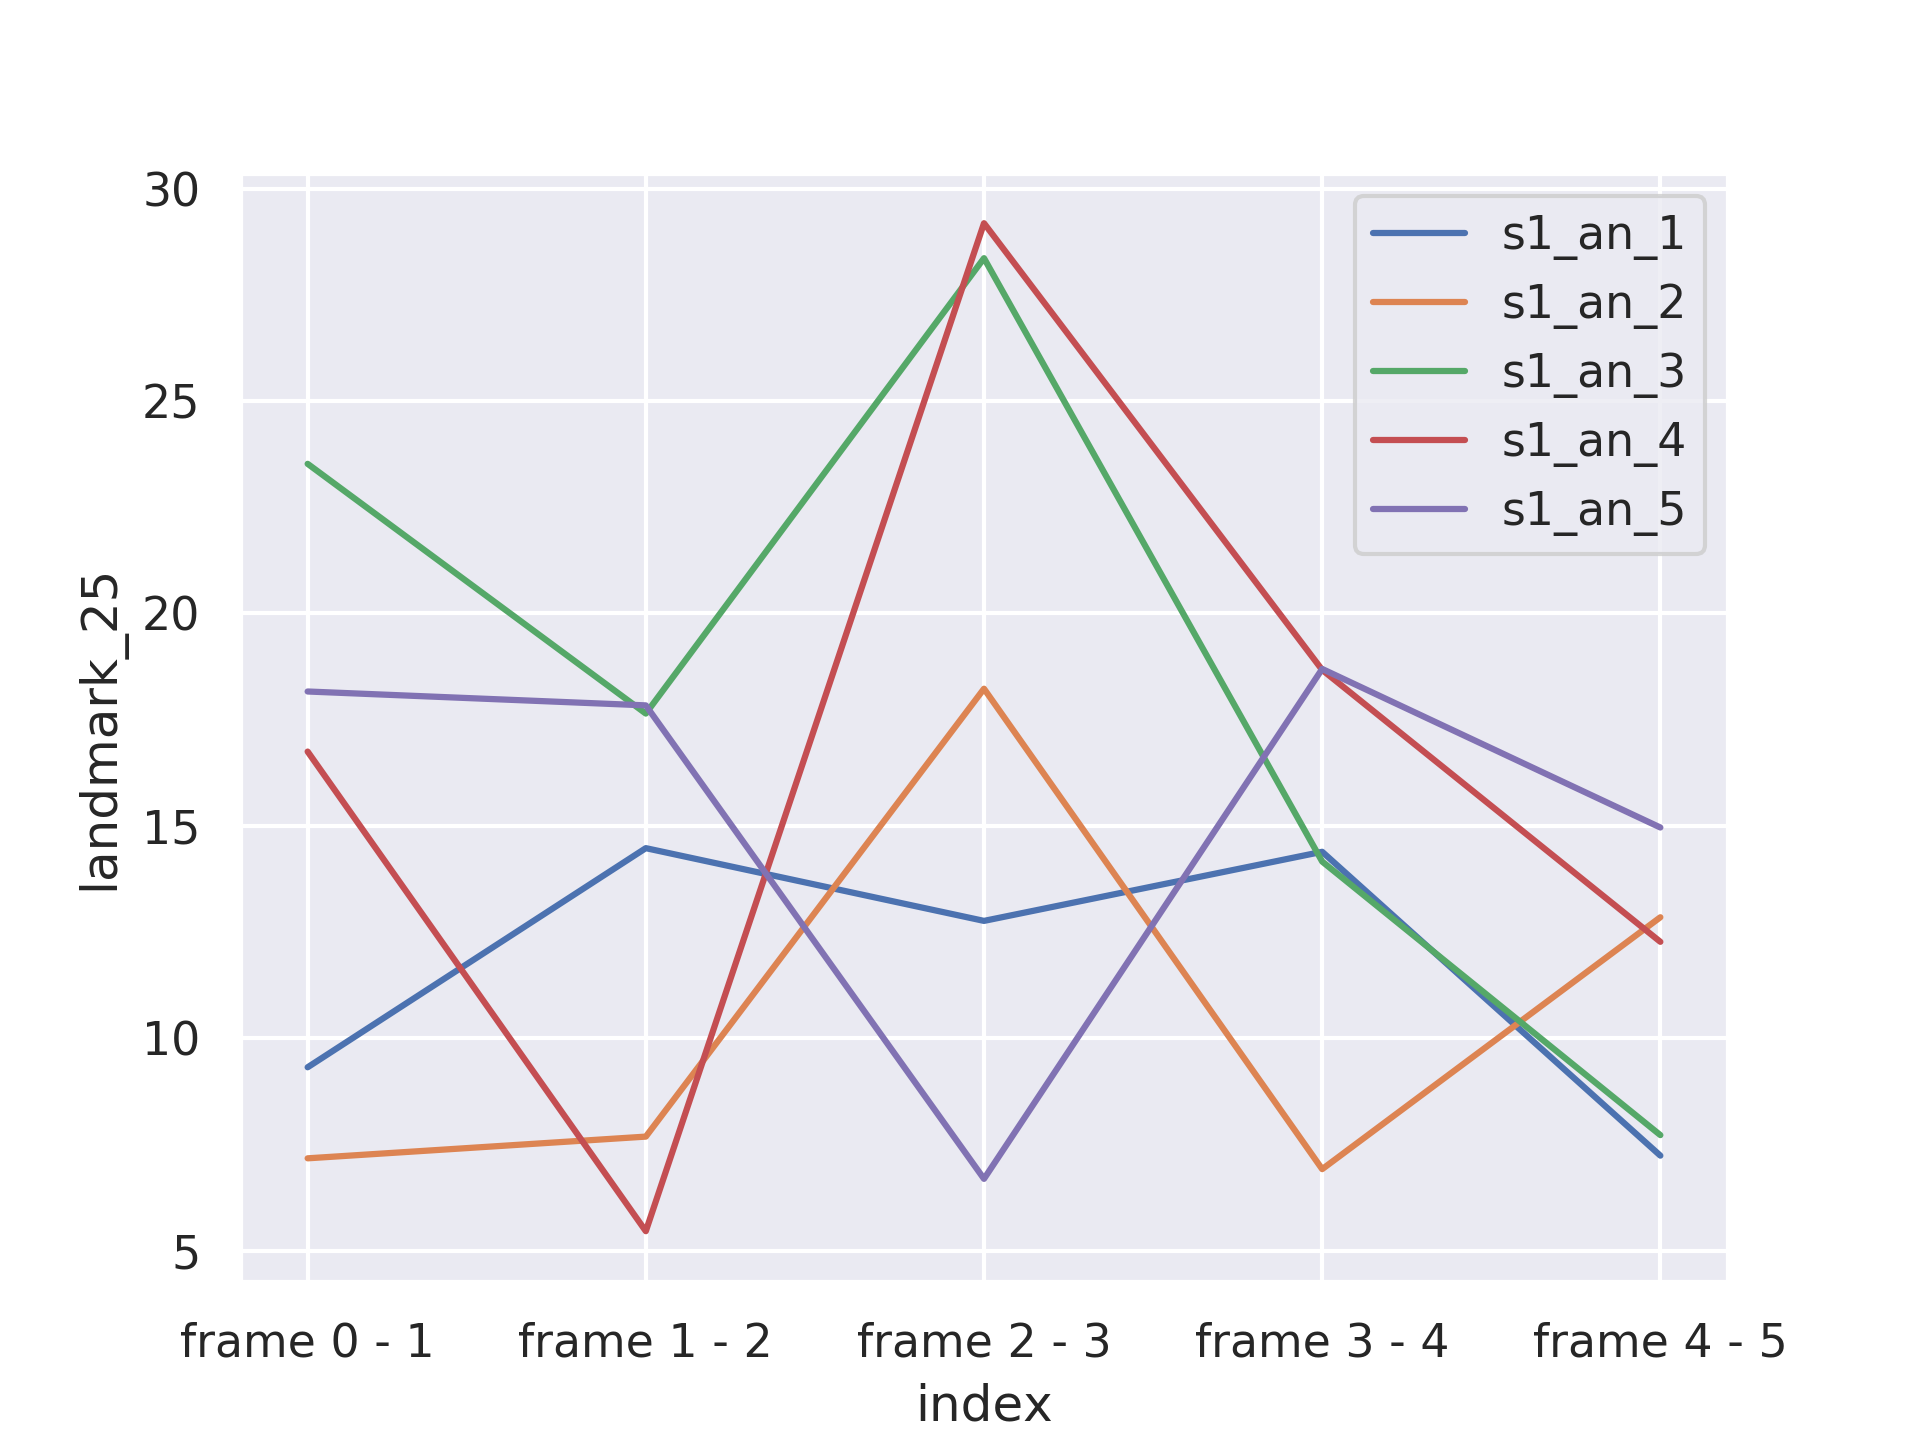 30
25
20
15
10
5
landmark_25
s1_an_1
s1_an_2
s1_an_3
s1_an_4
s1_an_5
frame 0 - 1
frame 1 - 2
frame 2 - 3
frame 3 - 4
frame 4 - 5
index